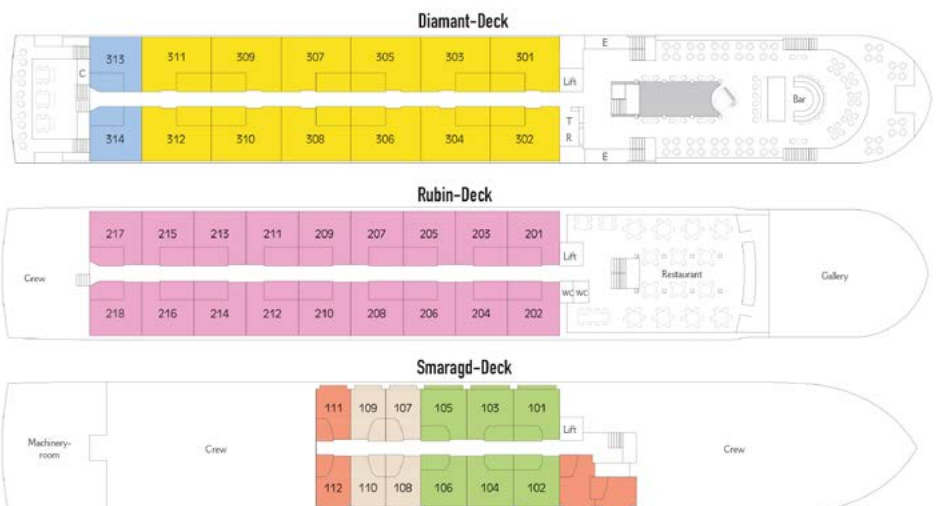 Diamant-Deck
E
313 311 309 307 305 303 301
C
Lift
Bar
T
R
314 312 310 308 306 304 302
E
Rubin-Deck
217 215 213 211 209 207 205 203 201
Lift
Crew
Restaurant
Gallery
WC WC
218 216 214 212 210 208 206 204 202
Smaragd-Deck
111 109 107 105 103 101
Lift
Machinery-
room
Crew
Crew
112 110 108 106 104 102